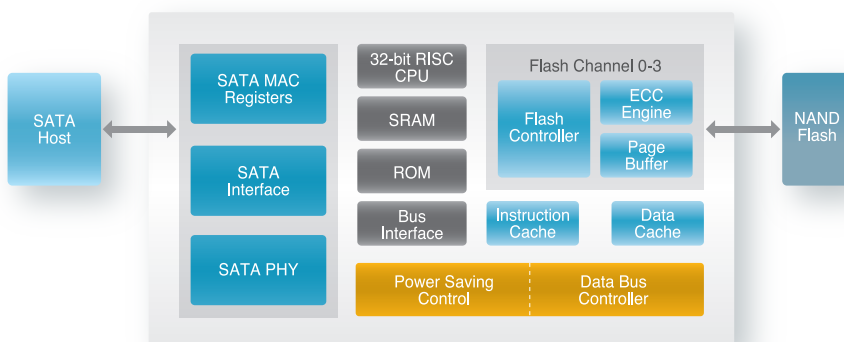 SATA
Host
SATA MAC
Registers
SATA
Interface
SATA PHY
32-bit RISC
CPU
SRAM
ROM
Bus
Interface
Flash Channel 0-3
Flash
Controller
ECC
Engine
Page
Buffer
Instruction
Cache
Data
Cache
Power Saving
Control
Data Bus
Controller
NAND
Flash